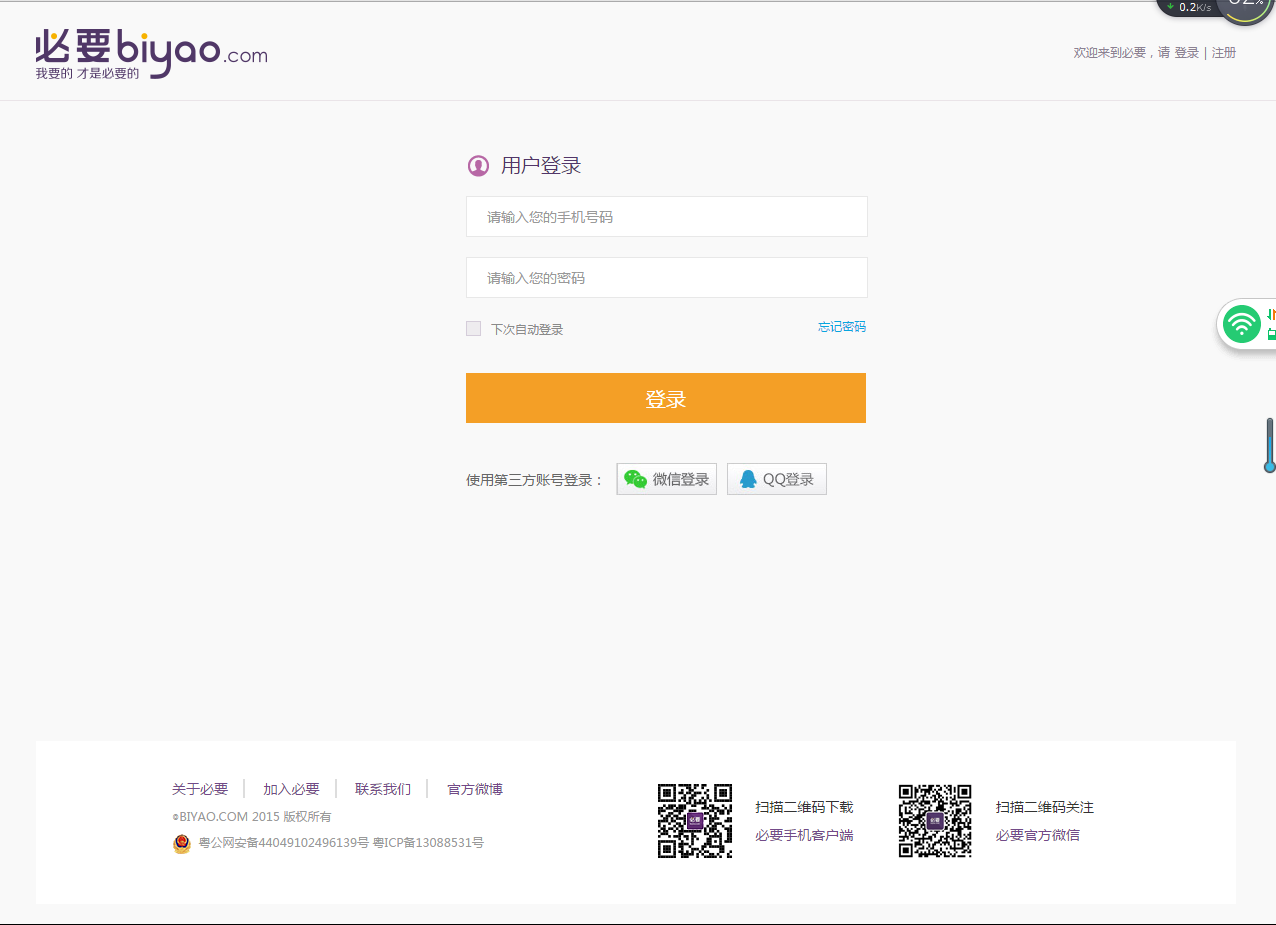 0.2K/s
必要biyao.com
我要的 才是必要的
欢迎来到必要，请 登录 | 注册
用户登录
请输入您的手机号码
请输入您的密码
下次自动登录
忘记密码
登录
使用第三方账号登录：
微信登录
QQ登录
关于必要
加入必要
联系我们
官方微博
©BIYAO.COM 2015 版权所有
粤公网安备44049102496139号 粤ICP备13088531号
必要
扫描二维码下载
必要手机客户端
必要
扫描二维码关注
必要官方微信